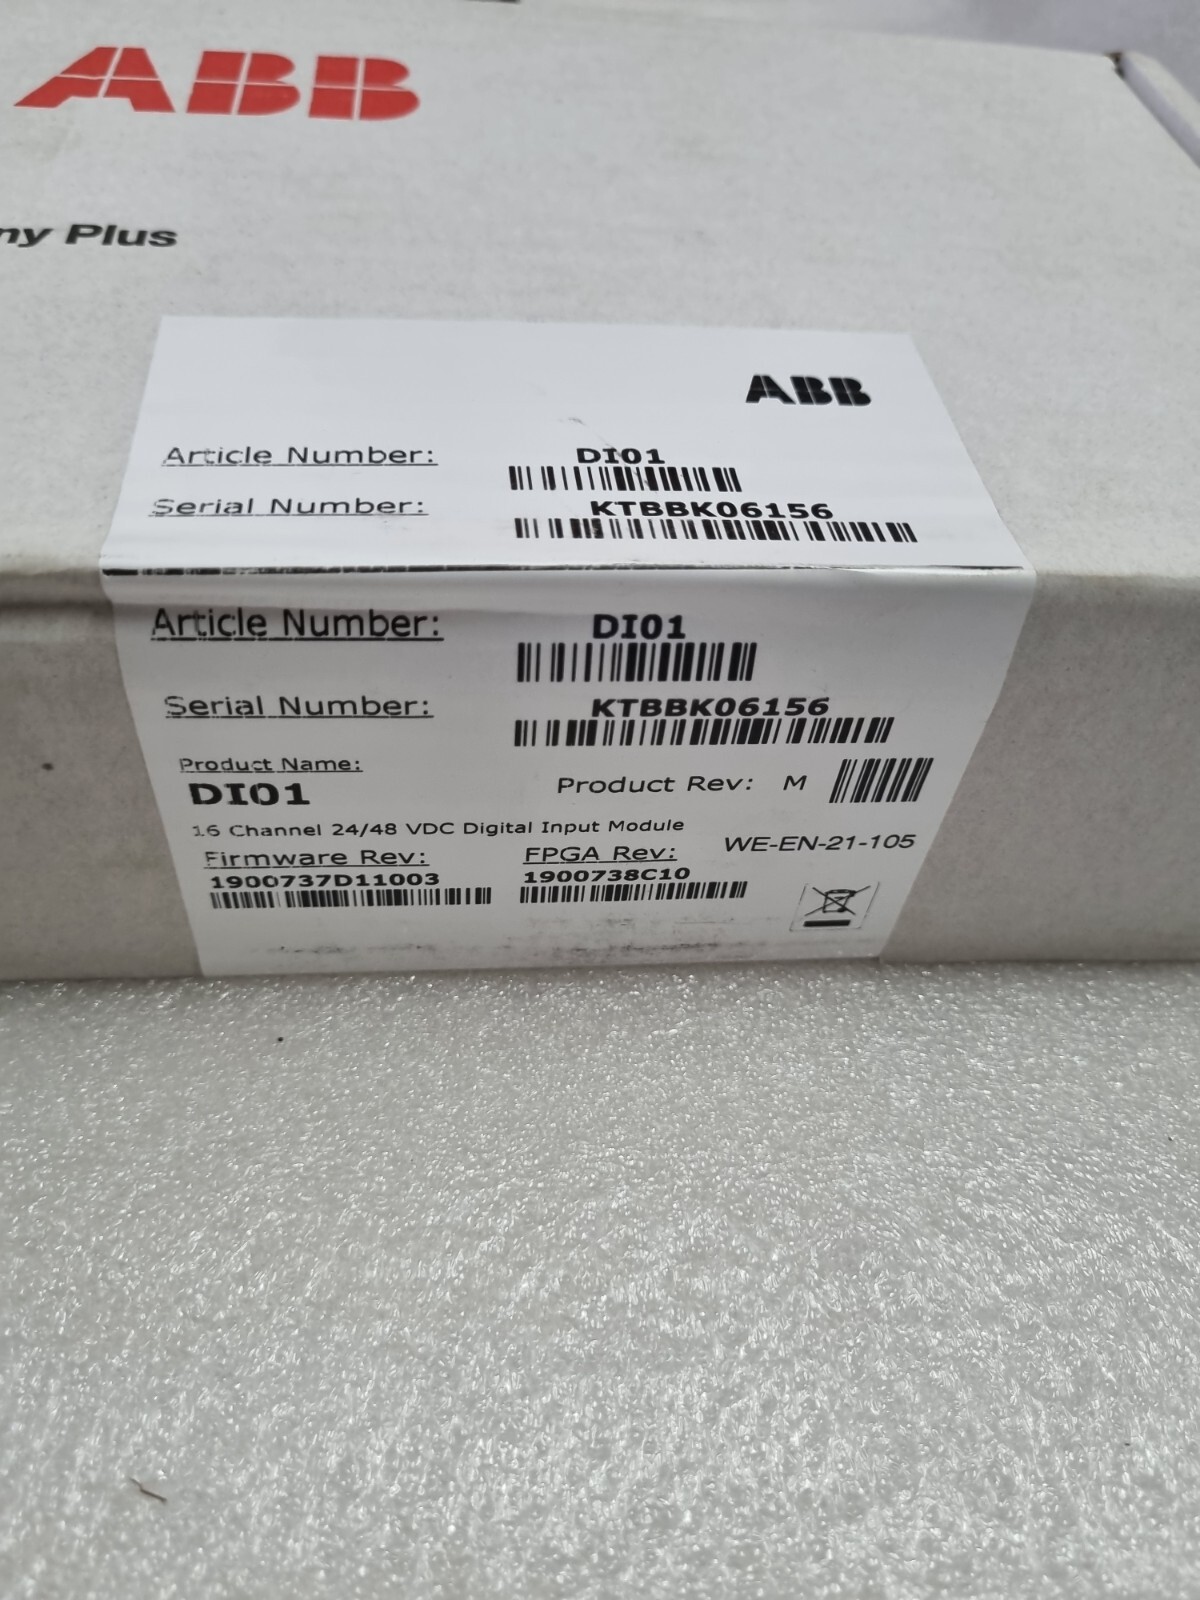 ABB
ny Plus
ABB
Article Number: DI01
Serial Number: KTBBK06156
Article Number: DI01
Serial Number: KTBBK06156
Product Name:
DI01
Product Rev: M
16 Channel 24/48 VDC Digital Input Module
WE-EN-21-105
Firmware Rev: FPGA Rev:
1900737D11003 1900738C10